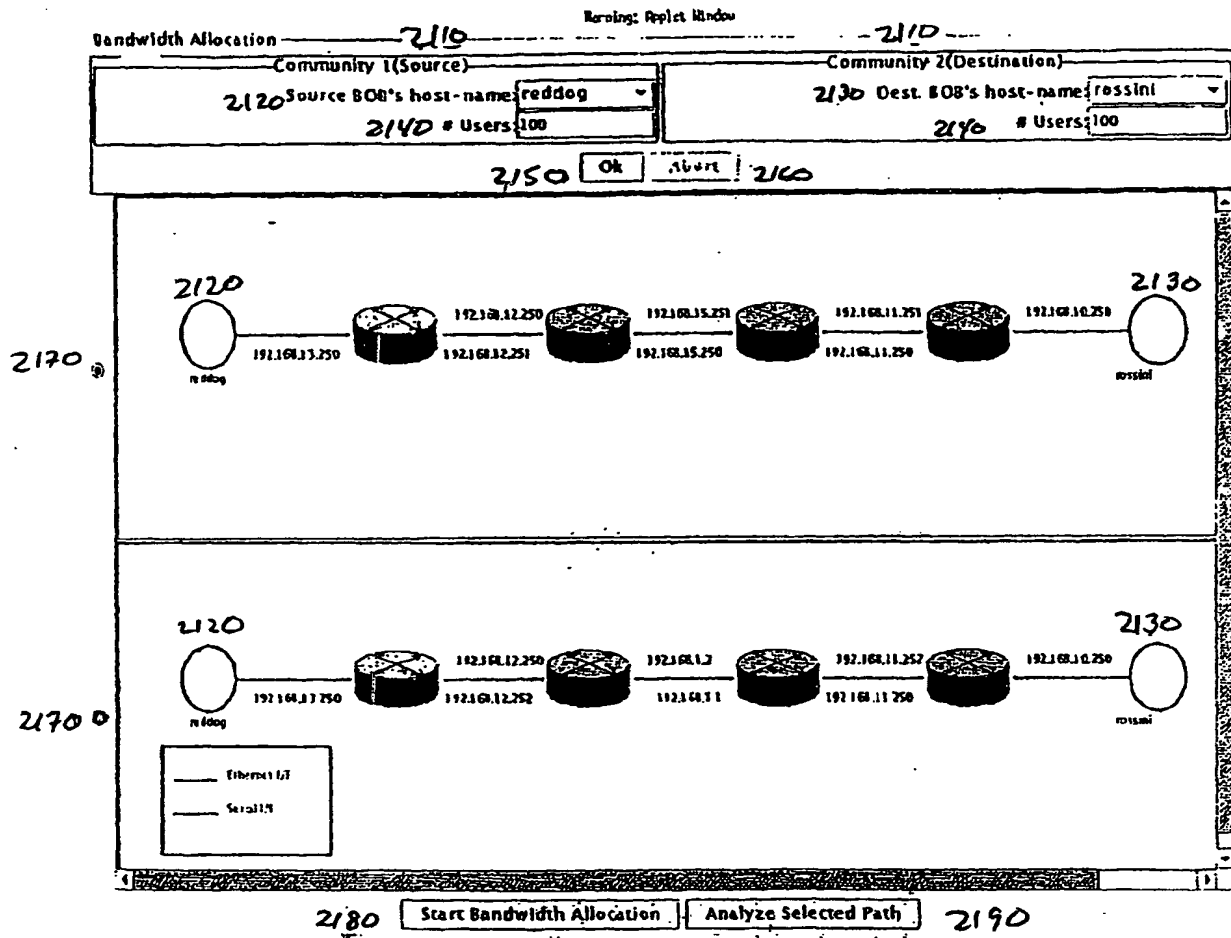 Warning: Applet Window
Bandwidth Allocation 2110 2110
Community 1(Source) Community 2(Destination)
2120 Source BOB's host-name: reddog 2130 Dest. BOB's host-name: rossini
2140 # Users: 100 2140 # Users: 100
2150 Ok Abort 2160
2120 2130
192.168.12.250 192.168.15.251 192.168.11.251 192.168.10.250
192.168.13.250 192.168.12.251 192.168.15.250 192.168.11.250
2170
reddog rossini
2120 2130
192.168.12.250 192.168.1.2 192.168.11.252 192.168.10.250
192.168.13.250 192.168.12.252 192.168.1.1 192.168.11.250
2170
reddog rossini
Ethernet I/F
Serial I/F
2180 Start Bandwidth Allocation Analyze Selected Path 2190